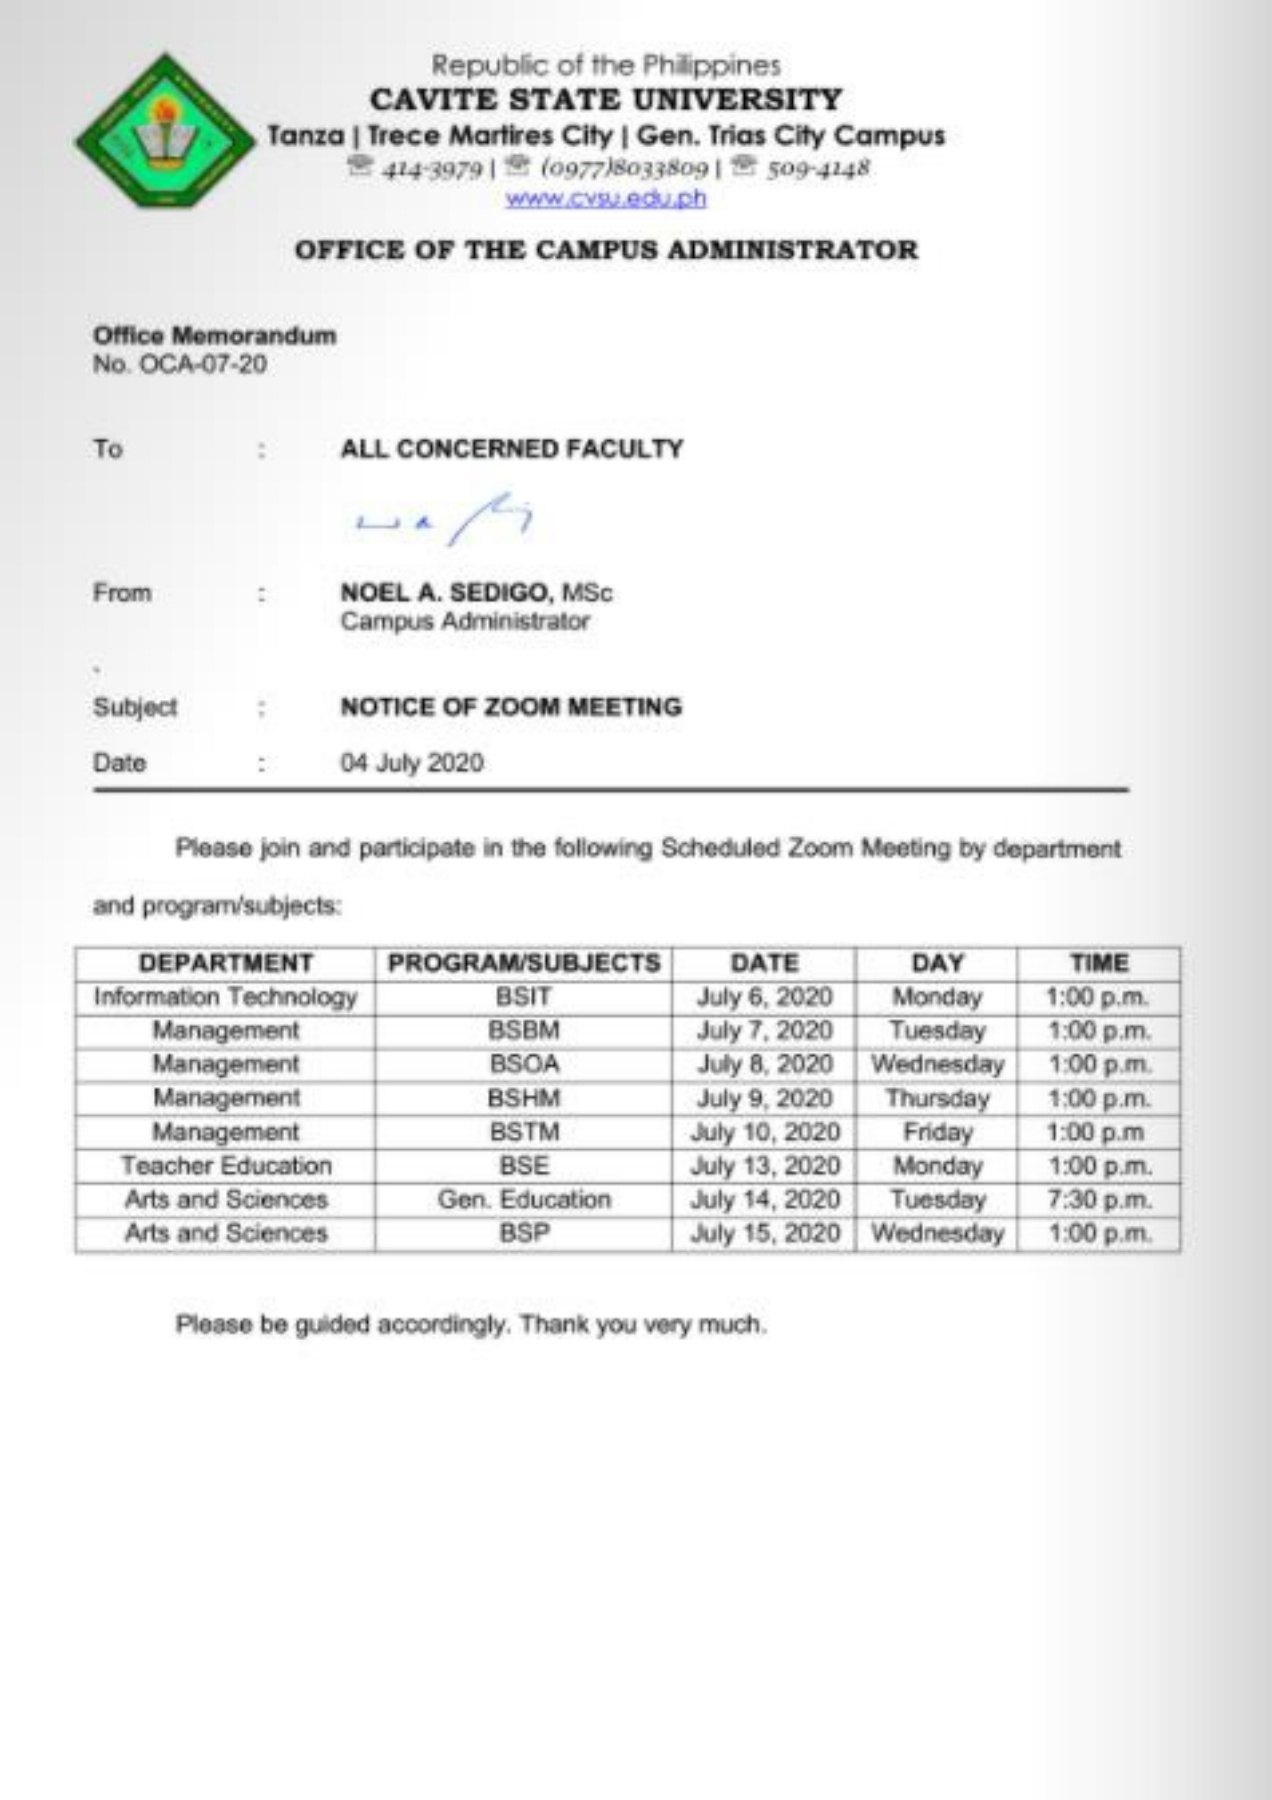 Republic of the Philippines
CAVITE STATE UNIVERSITY
Tanza | Trece Martires City | Gen. Trias City Campus
☏ 414-3979 | ☏ (0977)8033809 | ☏ 509-4148
www.cvsu.edu.ph
OFFICE OF THE CAMPUS ADMINISTRATOR
Office Memorandum
No. OCA-07-20
To : ALL CONCERNED FACULTY
From : NOEL A. SEDIGO, MSc
Campus Administrator
.
Subject : NOTICE OF ZOOM MEETING
Date : 04 July 2020
Please join and participate in the following Scheduled Zoom Meeting by department
and program/subjects:
DEPARTMENT PROGRAM/SUBJECTS DATE DAY TIME
Information Technology BSIT July 6, 2020 Monday 1:00 p.m.
Management BSBM July 7, 2020 Tuesday 1:00 p.m.
Management BSOA July 8, 2020 Wednesday 1:00 p.m.
Management BSHM July 9, 2020 Thursday 1:00 p.m.
Management BSTM July 10, 2020 Friday 1:00 p.m
Teacher Education BSE July 13, 2020 Monday 1:00 p.m.
Arts and Sciences Gen. Education July 14, 2020 Tuesday 7:30 p.m.
Arts and Sciences BSP July 15, 2020 Wednesday 1:00 p.m.
Please be guided accordingly. Thank you very much.